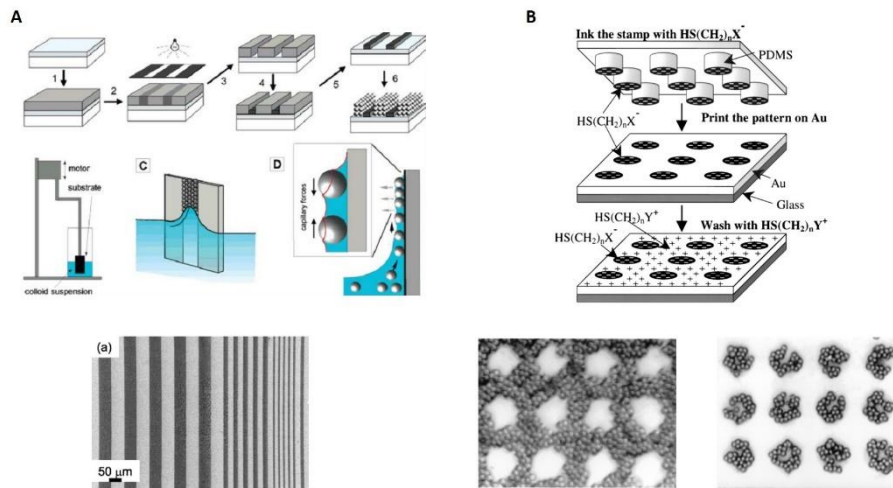 A
1
2
3
4
5
6
motor
substrate
colloid suspension
C
D
capillary forces
(a)
50 μm
B
Ink the stamp with HS(CH₂)ₙX⁻
PDMS
HS(CH₂)ₙX⁻
Print the pattern on Au
Au
Glass
HS(CH₂)ₙY⁺
Wash with HS(CH₂)ₙY⁺
HS(CH₂)ₙX⁻